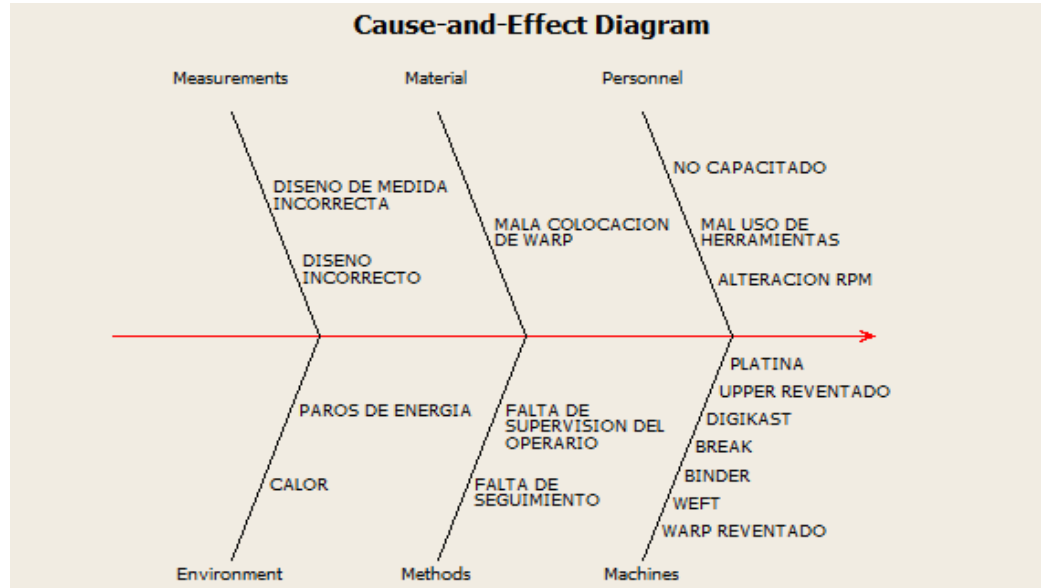 Cause-and-Effect Diagram
Measurements
Material
Personnel
NO CAPACITADO
DISENO DE MEDIDA
INCORRECTA
MALA COLOCACION
DE WARP
MAL USO DE
HERRAMIENTAS
DISENO
INCORRECTO
ALTERACION RPM
PLATINA
UPPER REVENTADO
PAROS DE ENERGIA
FALTA DE
SUPERVISION DEL
OPERARIO
DIGIKAST
BREAK
BINDER
CALOR
FALTA DE
SEGUIMIENTO
WEFT
WARP REVENTADO
Environment
Methods
Machines